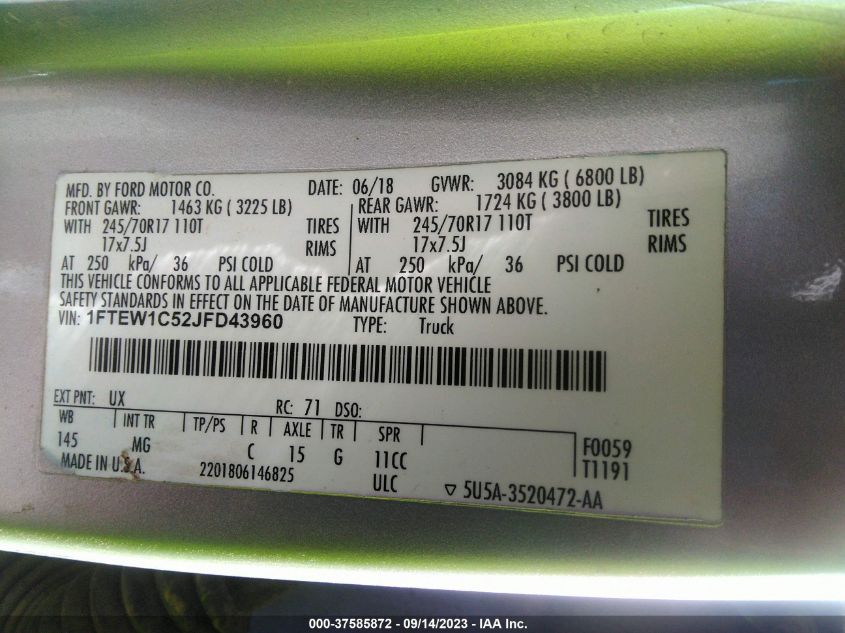 MFD. BY FORD MOTOR CO. DATE: 06/18 GVWR: 3084 KG ( 6800 LB)
FRONT GAWR: 1463 KG ( 3225 LB) REAR GAWR: 1724 KG ( 3800 LB)
WITH 245/70R17 110T TIRES WITH 245/70R17 110T TIRES
17x7.5J RIMS 17x7.5J RIMS
AT 250 kPa/ 36 PSI COLD AT 250 kPa/ 36 PSI COLD
THIS VEHICLE CONFORMS TO ALL APPLICABLE FEDERAL MOTOR VEHICLE
SAFETY STANDARDS IN EFFECT ON THE DATE OF MANUFACTURE SHOWN ABOVE.
VIN: 1FTEW1C52JFD43960 TYPE: Truck
EXT PNT: UX RC: 71 DSO:
WB INT TR TP/PS R AXLE TR SPR F0059
145 MG C 15 G 11CC T1191
MADE IN U.S.A. 2201806146825 ULC ▽ 5U5A-3520472-AA
000-37585872 - 09/14/2023 - IAA Inc.